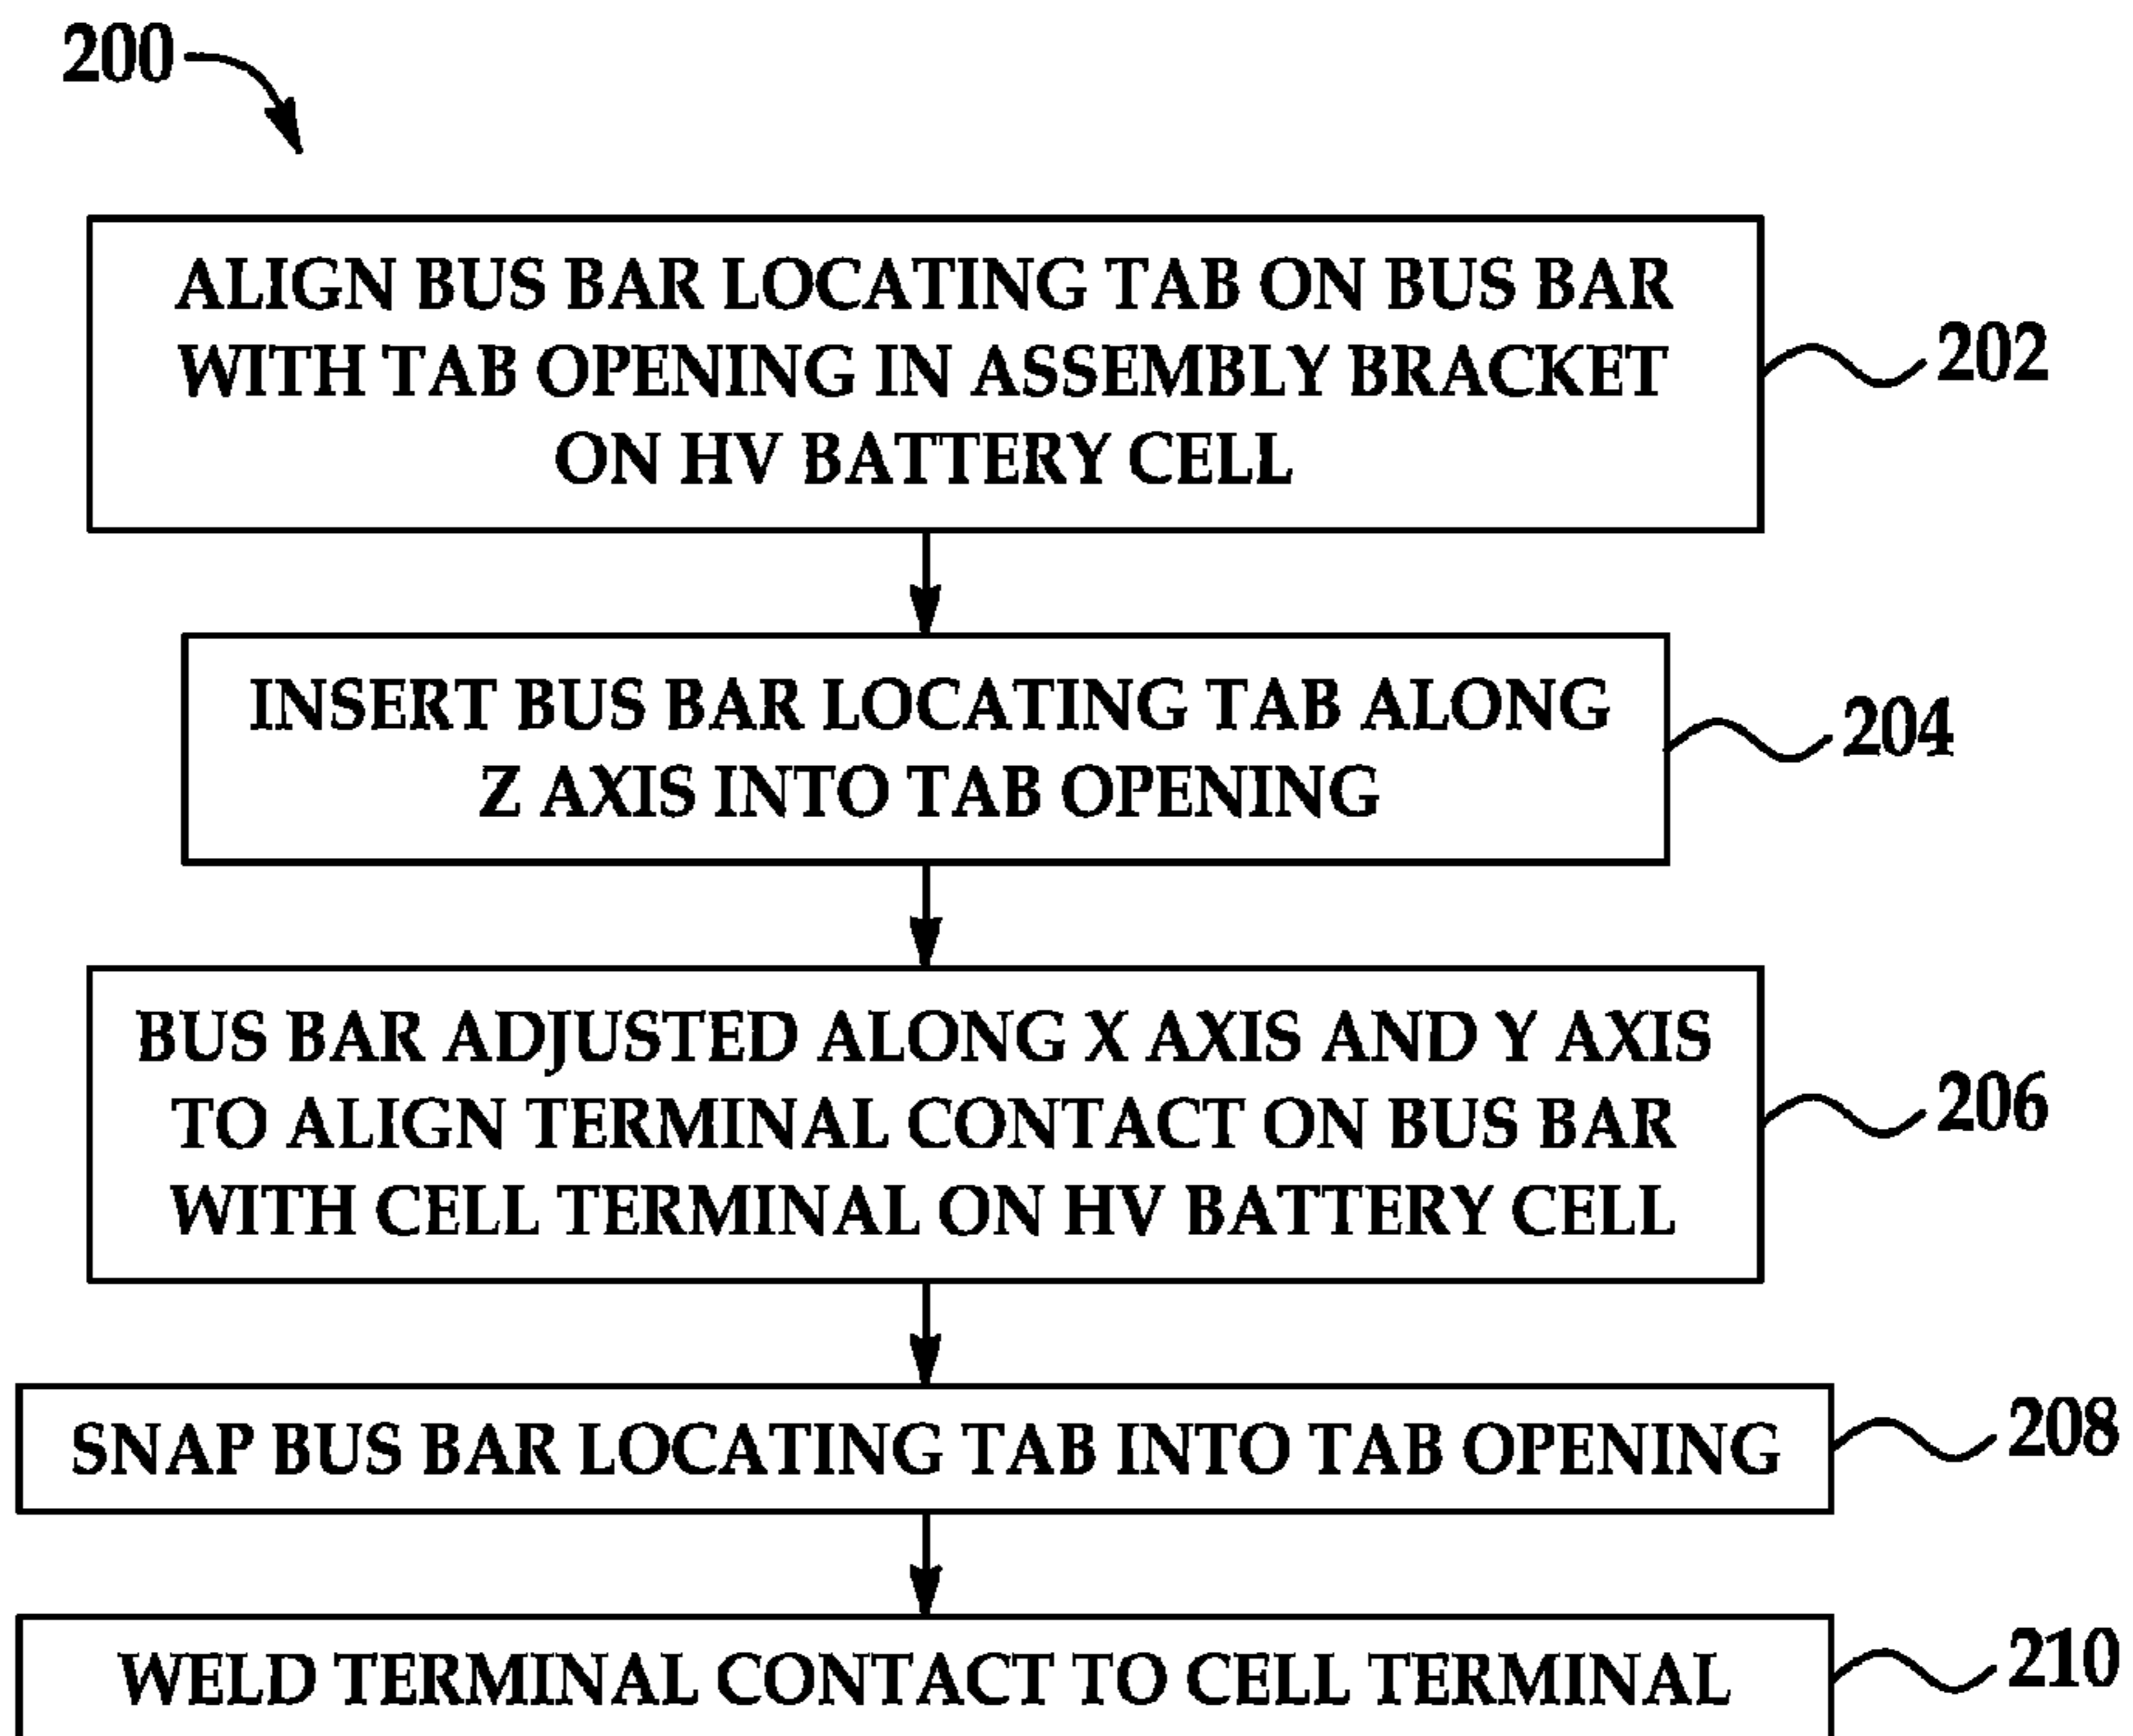 200
ALIGN BUS BAR LOCATING TAB ON BUS BAR
WITH TAB OPENING IN ASSEMBLY BRACKET
ON HV BATTERY CELL
202
INSERT BUS BAR LOCATING TAB ALONG
Z AXIS INTO TAB OPENING
204
BUS BAR ADJUSTED ALONG X AXIS AND Y AXIS
TO ALIGN TERMINAL CONTACT ON BUS BAR
WITH CELL TERMINAL ON HV BATTERY CELL
206
SNAP BUS BAR LOCATING TAB INTO TAB OPENING
208
WELD TERMINAL CONTACT TO CELL TERMINAL
210